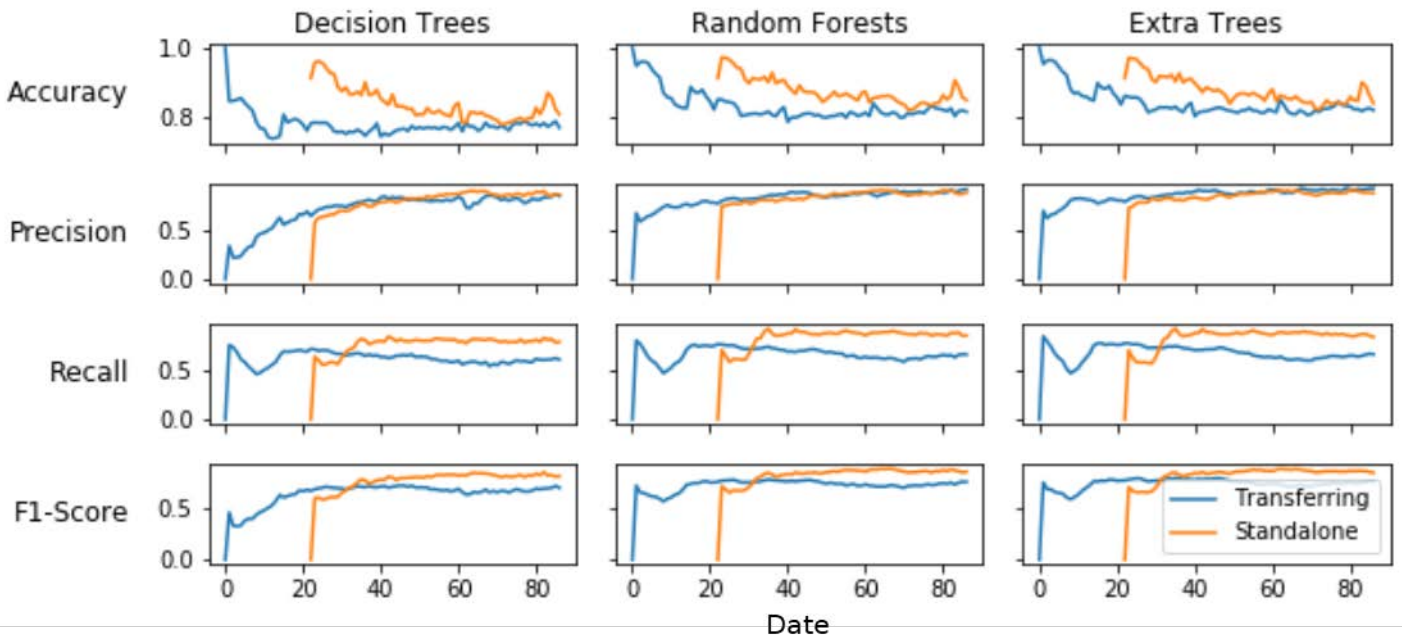 Decision Trees Random Forests Extra Trees
Accuracy
1.0
0.8
Precision
0.5
0.0
Recall
0.5
0.0
F1-Score
0.5
0.0
Transferring
Standalone
0 20 40 60 80 0 20 40 60 80 0 20 40 60 80
Date